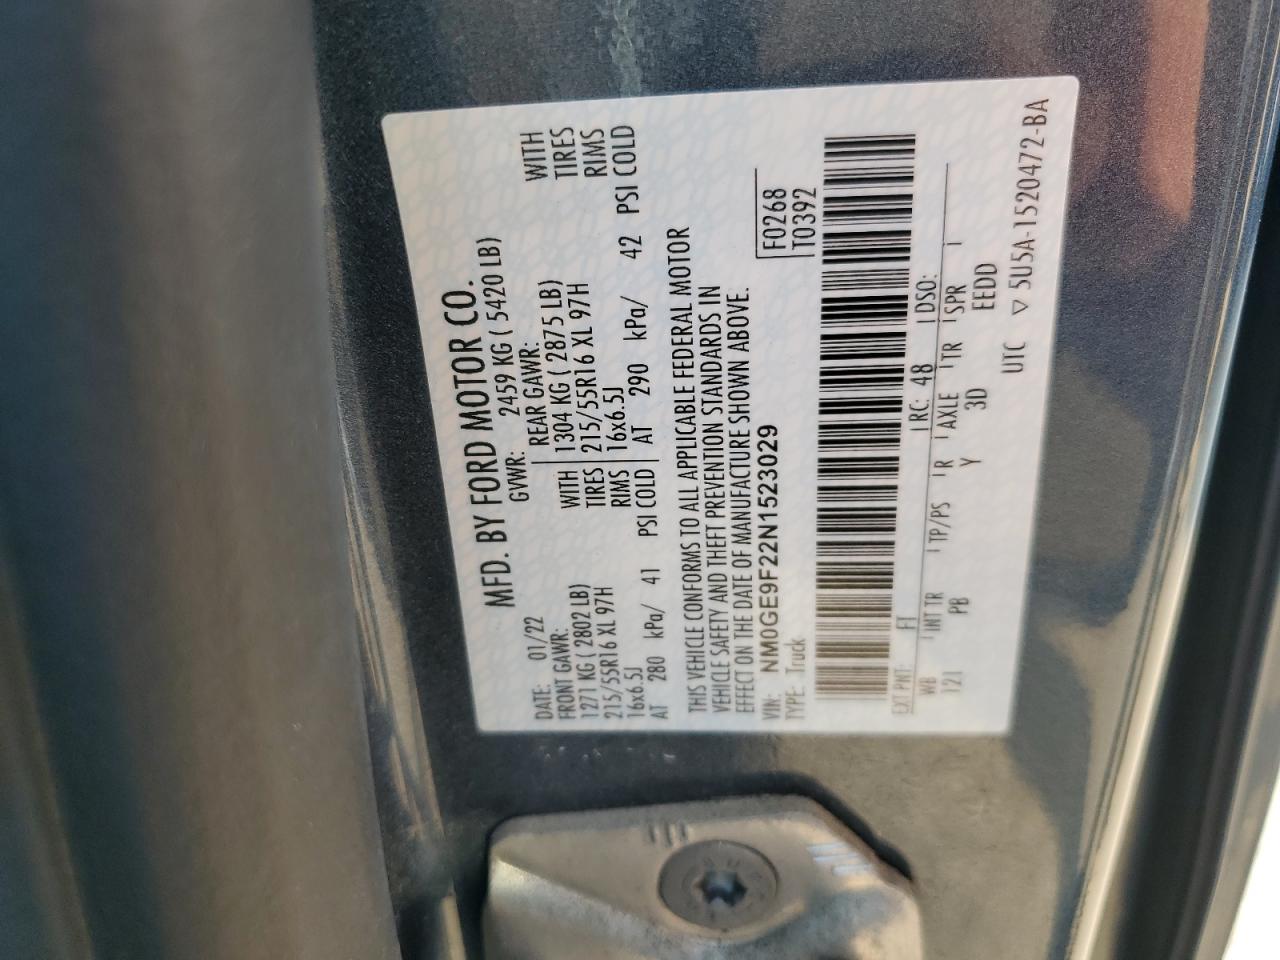 MFD. BY FORD MOTOR CO.
DATE: 01/22 GVWR: 2459 KG ( 5420 LB)
FRONT GAWR: REAR GAWR:
1271 KG ( 2802 LB) WITH 1304 KG ( 2875 LB) WITH
215/55R16 XL 97H TIRES 215/55R16 XL 97H TIRES
16x6.5J RIMS 16x6.5J RIMS
AT 280 kPa/ 41 PSI COLD AT 290 kPa/ 42 PSI COLD
THIS VEHICLE CONFORMS TO ALL APPLICABLE FEDERAL MOTOR
VEHICLE SAFETY AND THEFT PREVENTION STANDARDS IN
EFFECT ON THE DATE OF MANUFACTURE SHOWN ABOVE.
VIN: NM0GE9F22N1523029 F0268
TYPE: Truck T0392
EXT PNT: FT RC: 48 DSO:
WB INT TR TP/PS R AXLE TR SPR
121 PB Y 3D EEDD
UTC ▽ 5U5A-1520472-BA